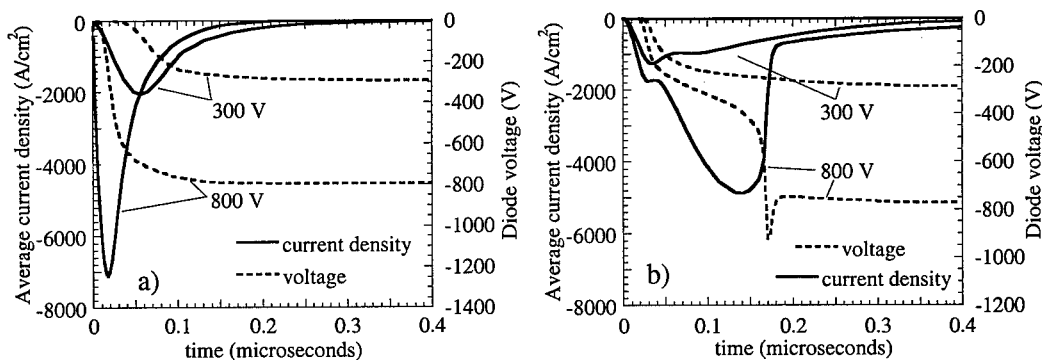 Average current density (A/cm²)
0
-2000
-4000
-6000
-8000
0
0.1
0.2
0.3
0.4
time (microseconds)
0
-200
-400
-600
-800
-1000
-1200
-1400
Diode voltage (V)
300 V
800 V
current density
voltage
a)
Average current density (A/cm²)
0
-2000
-4000
-6000
-8000
0
0.1
0.2
0.3
0.4
time (microseconds)
0
-200
-400
-600
-800
-1000
-1200
Diode voltage (V)
300 V
800 V
voltage
current density
b)